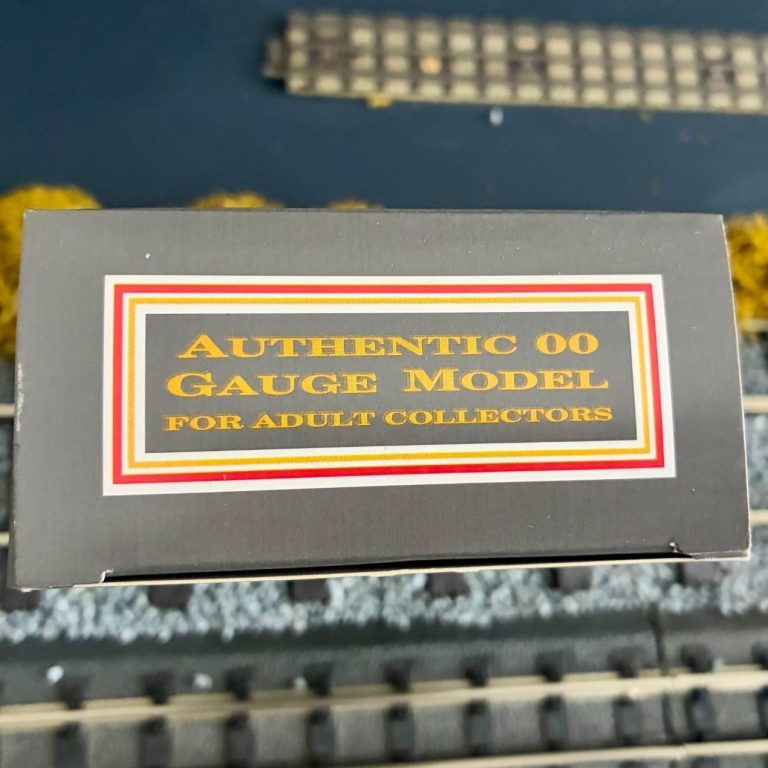 AUTHENTIC 00
GAUGE MODEL
FOR ADULT COLLECTORS